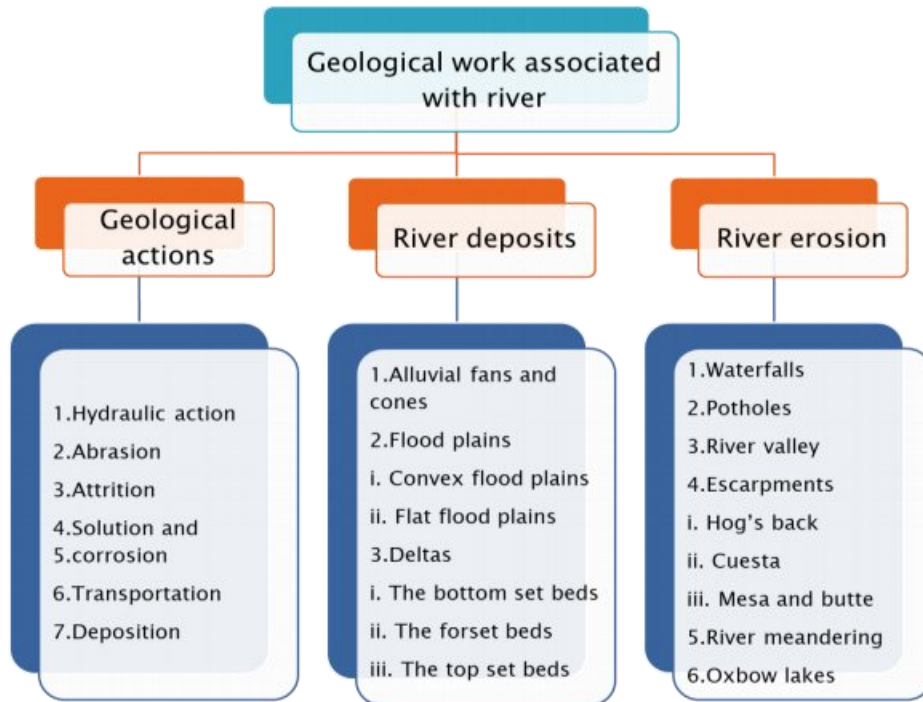 Geological work associated
with river
Geological
actions
River deposits
River erosion
1.Hydraulic action
2.Abrasion
3.Attrition
4.Solution and
5.corrosion
6.Transportation
7.Deposition
1.Alluvial fans and
cones
2.Flood plains
i. Convex flood plains
ii. Flat flood plains
3.Deltas
i. The bottom set beds
ii. The forset beds
iii. The top set beds
1.Waterfalls
2.Potholes
3.River valley
4.Escarpments
i. Hog's back
ii. Cuesta
iii. Mesa and butte
5.River meandering
6.Oxbow lakes